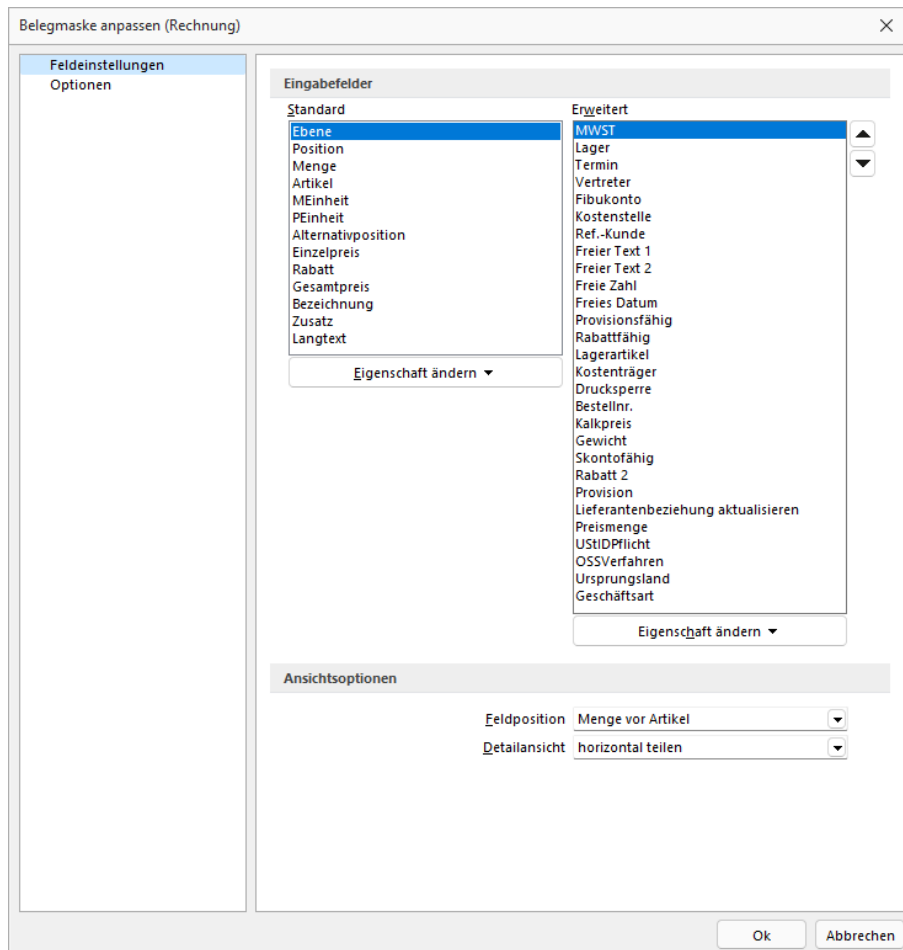 Belegmaske anpassen (Rechnung)
Feldeinstellungen
Optionen
Eingabefelder
Standard
Ebene
Position
Menge
Artikel
MEinheit
PEinheit
Alternativposition
Einzelpreis
Rabatt
Gesamtpreis
Bezeichnung
Zusatz
Langtext
Eigenschaft ändern
Erweitert
MWST
Lager
Termin
Vertreter
Fibukonto
Kostenstelle
Ref.-Kunde
Freier Text 1
Freier Text 2
Freie Zahl
Freies Datum
Provisionsfähig
Rabattfähig
Lagerartikel
Kostenträger
Drucksperre
Bestellnr.
Kalkpreis
Gewicht
Skontofähig
Rabatt 2
Provision
Lieferantenbeziehung aktualisieren
Preismenge
UStIDPflicht
OSSVerfahren
Ursprungsland
Geschäftsart
Eigenschaft ändern
Ansichtsoptionen
Feldposition Menge vor Artikel
Detailansicht horizontal teilen
Ok Abbrechen